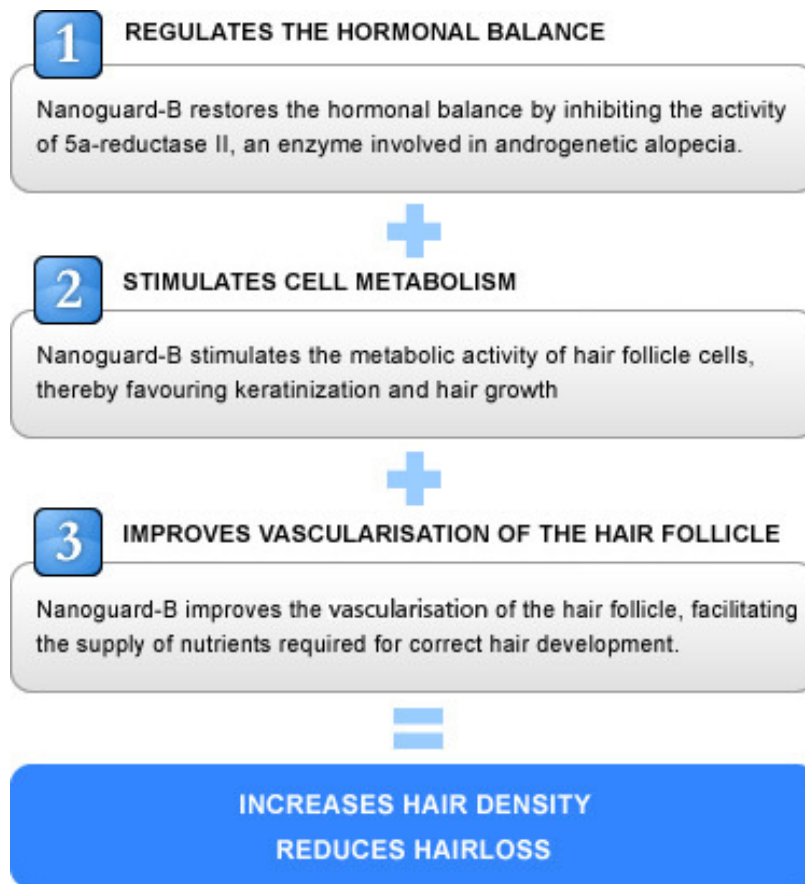 1 REGULATES THE HORMONAL BALANCE
Nanoguard-B restores the hormonal balance by inhibiting the activity
of 5a-reductase II, an enzyme involved in androgenetic alopecia.
+
2 STIMULATES CELL METABOLISM
Nanoguard-B stimulates the metabolic activity of hair follicle cells,
thereby favouring keratinization and hair growth
+
3 IMPROVES VASCULARISATION OF THE HAIR FOLLICLE
Nanoguard-B improves the vascularisation of the hair follicle, facilitating
the supply of nutrients required for correct hair development.
=
INCREASES HAIR DENSITY
REDUCES HAIRLOSS